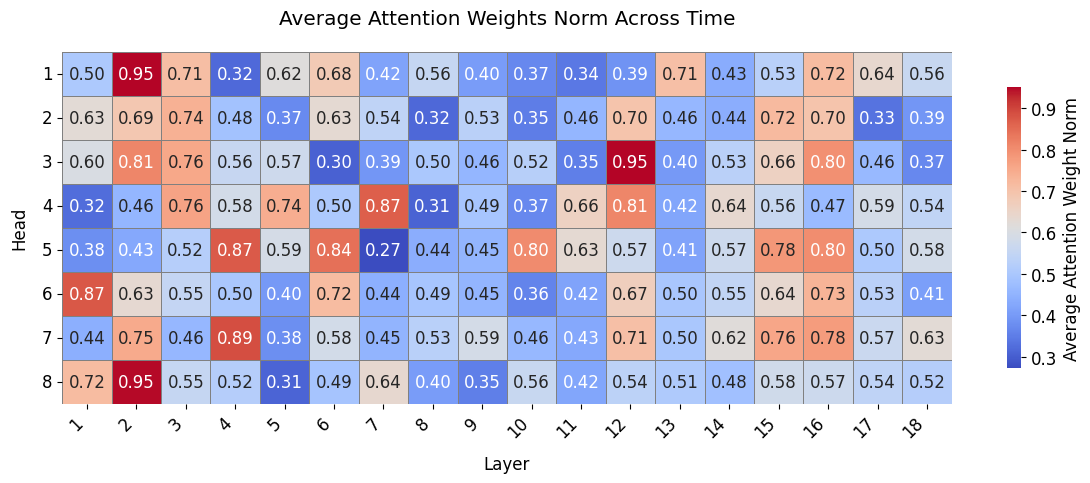 Average Attention Weights Norm Across Time
1 0.50 0.95 0.71 0.32 0.62 0.68 0.42 0.56 0.40 0.37 0.34 0.39 0.71 0.43 0.53 0.72 0.64 0.56
2 0.63 0.69 0.74 0.48 0.37 0.63 0.54 0.32 0.53 0.35 0.46 0.70 0.46 0.44 0.72 0.70 0.33 0.39
3 0.60 0.81 0.76 0.56 0.57 0.30 0.39 0.50 0.46 0.52 0.35 0.95 0.40 0.53 0.66 0.80 0.46 0.37
4 0.32 0.46 0.76 0.58 0.74 0.50 0.87 0.31 0.49 0.37 0.66 0.81 0.42 0.64 0.56 0.47 0.59 0.54
5 0.38 0.43 0.52 0.87 0.59 0.84 0.27 0.44 0.45 0.80 0.63 0.57 0.41 0.57 0.78 0.80 0.50 0.58
6 0.87 0.63 0.55 0.50 0.40 0.72 0.44 0.49 0.45 0.36 0.42 0.67 0.50 0.55 0.64 0.73 0.53 0.41
7 0.44 0.75 0.46 0.89 0.38 0.58 0.45 0.53 0.59 0.46 0.43 0.71 0.50 0.62 0.76 0.78 0.57 0.63
8 0.72 0.95 0.55 0.52 0.31 0.49 0.64 0.40 0.35 0.56 0.42 0.54 0.51 0.48 0.58 0.57 0.54 0.52
1 2 3 4 5 6 7 8 9 10 11 12 13 14 15 16 17 18
Layer
Head
0.9
0.8
0.7
0.6
0.5
0.4
0.3
Average Attention Weight Norm